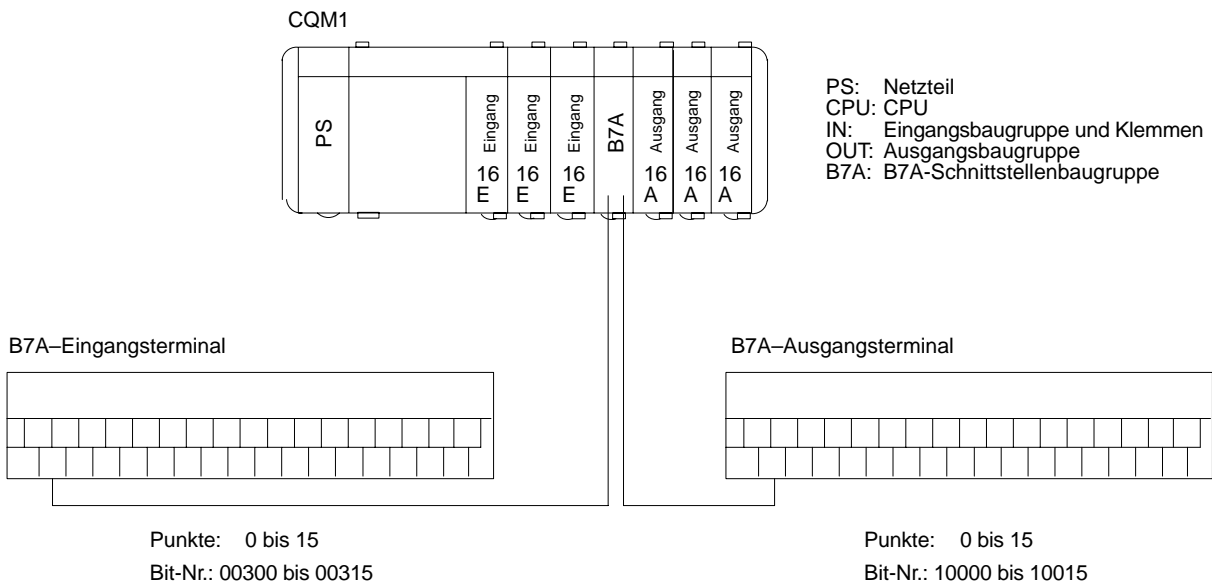 CQM1
PS
Eingang
16
E
Eingang
16
E
Eingang
16
E
B7A
Ausgang
16
A
Ausgang
16
A
Ausgang
16
A
PS: Netzteil
CPU: CPU
IN: Eingangsbaugruppe und Klemmen
OUT: Ausgangsbaugruppe
B7A: B7A-Schnittstellenbaugruppe
B7A–Eingangsterminal
B7A–Ausgangsterminal
Punkte: 0 bis 15
Bit-Nr.: 00300 bis 00315
Punkte: 0 bis 15
Bit-Nr.: 10000 bis 10015